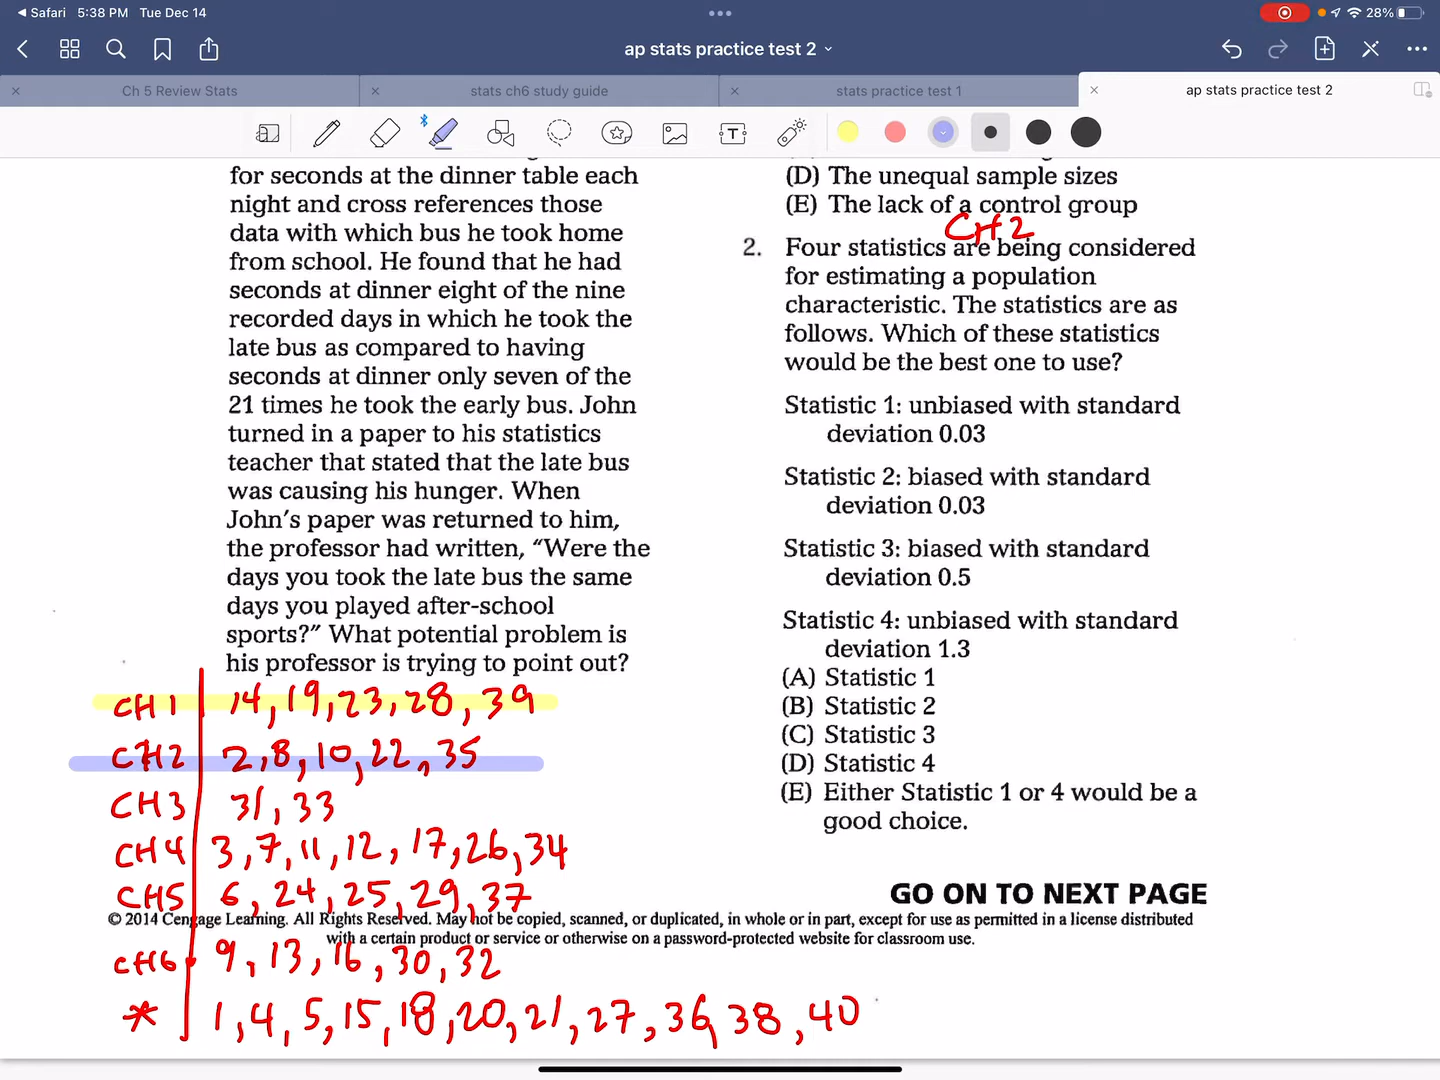 Safari 5:38 PM Tue Dec 14
28%
ap stats practice test 2
Ch 5 Review Stats
stats ch6 study guide
stats practice test 1
ap stats practice test 2
for seconds at the dinner table each
night and cross references those
data with which bus he took home
from school. He found that he had
seconds at dinner eight of the nine
recorded days in which he took the
late bus as compared to having
seconds at dinner only seven of the
21 times he took the early bus. John
turned in a paper to his statistics
teacher that stated that the late bus
was causing his hunger. When
John's paper was returned to him,
the professor had written, “Were the
days you took the late bus the same
days you played after-school
sports?” What potential problem is
his professor is trying to point out?
CH1 14, 19, 23, 28, 39
CH2 2, 8, 10, 22, 35
CH3 31, 33
CH4 3, 7, 11, 12, 17, 26, 34
CH5 6, 24, 25, 29, 37
CH6 9, 13, 16, 30, 32
* 1, 4, 5, 15, 18, 20, 21, 27, 36, 38, 40
(D) The unequal sample sizes
(E) The lack of a control group
CH2
2. Four statistics are being considered
for estimating a population
characteristic. The statistics are as
follows. Which of these statistics
would be the best one to use?
Statistic 1: unbiased with standard
deviation 0.03
Statistic 2: biased with standard
deviation 0.03
Statistic 3: biased with standard
deviation 0.5
Statistic 4: unbiased with standard
deviation 1.3
(A) Statistic 1
(B) Statistic 2
(C) Statistic 3
(D) Statistic 4
(E) Either Statistic 1 or 4 would be a
good choice.
GO ON TO NEXT PAGE
© 2014 Cengage Learning. All Rights Reserved. May not be copied, scanned, or duplicated, in whole or in part, except for use as permitted in a license distributed
with a certain product or service or otherwise on a password-protected website for classroom use.